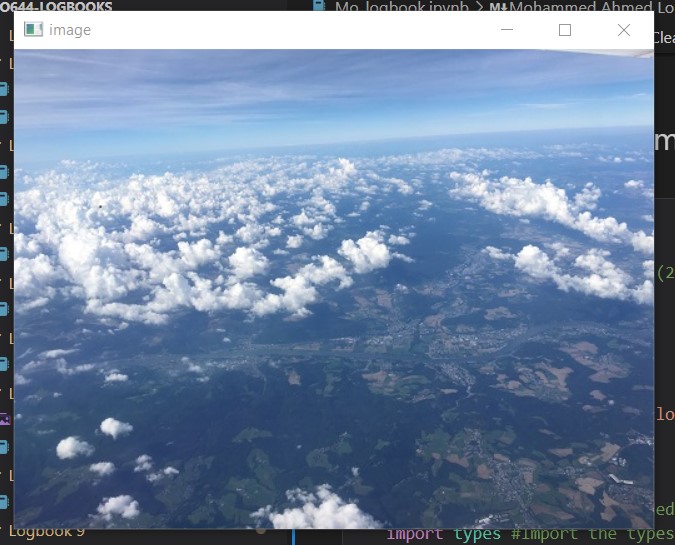 O644-LOGBOOKS
Mo_logbook.ipynb > M↓Mohammed Ahmed Lo
image
Clea
m
(2
lo
ed
Logbook 9
import types #Import the types